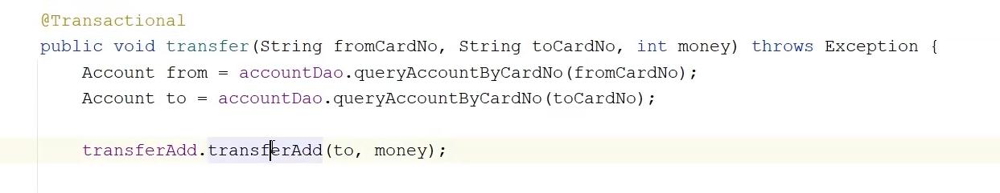 @Transactional
public void transfer(String fromCardNo, String toCardNo, int money) throws Exception {
Account from = accountDao.queryAccountByCardNo(fromCardNo);
Account to = accountDao.queryAccountByCardNo(toCardNo);
transferAdd.transferAdd(to, money);